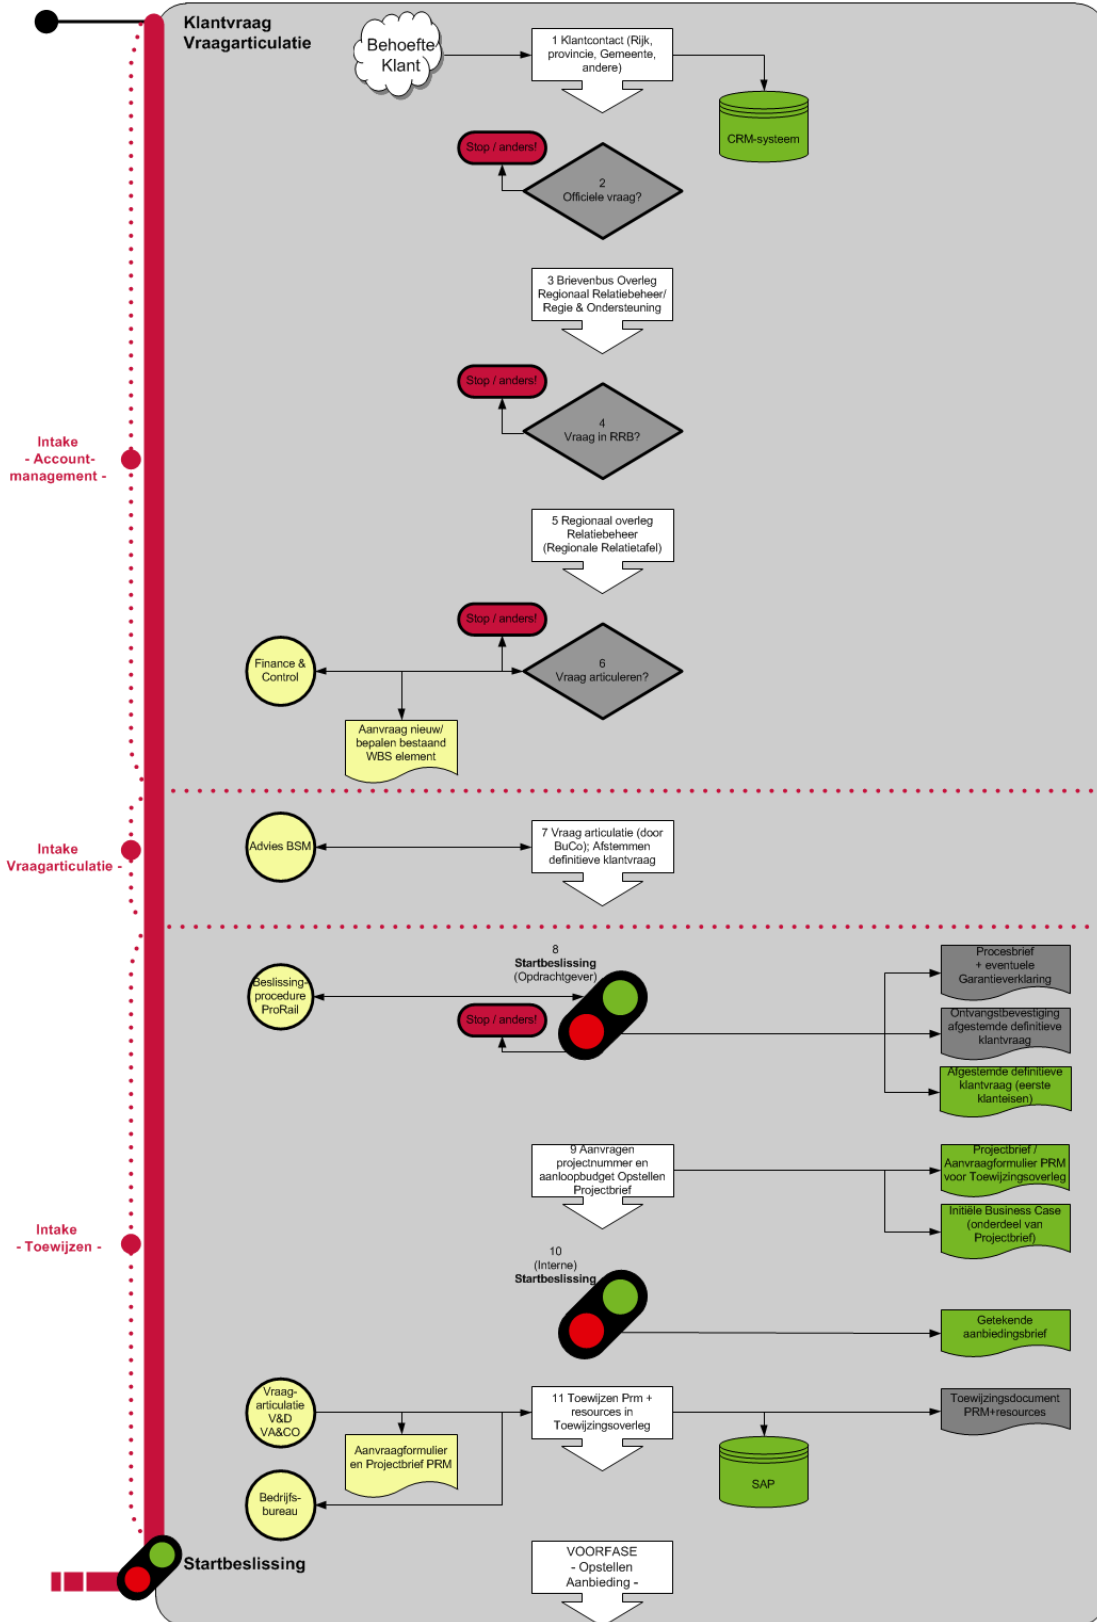 Klantvraag
Vraagarticulatie
Behoefte
Klant
1 Klantcontact (Rijk,
provincie, Gemeente,
andere)
CRM-systeem
Stop / anders!
2
Officiele vraag?
3 Brievenbus Overleg
Regionaal Relatiebeheer/
Regie & Ondersteuning
Stop / anders!
4
Vraag in RRB?
Intake
- Account-
management -
5 Regionaal overleg
Relatiebeheer
(Regionale Relatietafel)
Stop / anders!
Finance &
Control
6
Vraag articuleren?
Aanvraag nieuw/
bepalen bestaand
WBS element
Intake
Vraagarticulatie -
Advies BSM
7 Vraag articulatie (door
BuCo); Afstemmen
definitieve klantvraag
8
Startbeslissing
(Opdrachtgever)
Beslissing-
procedure
ProRail
Stop / anders!
Procesbrief
+ eventuele
Garantieverklaring
Ontvangstbevestiging
afgestemde definitieve
klantvraag
Afgestemde definitieve
klantvraag (eerste
klanteisen)
9 Aanvragen
projectnummer en
aanloopbudget Opstellen
Projectbrief
Projectbrief /
Aanvraagformulier PRM
voor Toewijzingsoverleg
Initiële Business Case
(onderdeel van
Projectbrief)
Intake
- Toewijzen -
10
(Interne)
Startbeslissing
Getekende
aanbiedingsbrief
Vraag-
articulatie
V&D
VA&CO
Aanvraagformulier
en Projectbrief PRM
11 Toewijzen Prm +
resources in
Toewijzingsoverleg
Toewijzingsdocument
PRM+resources
SAP
Bedrijfs-
bureau
Startbeslissing
VOORFASE
- Opstellen
Aanbieding -